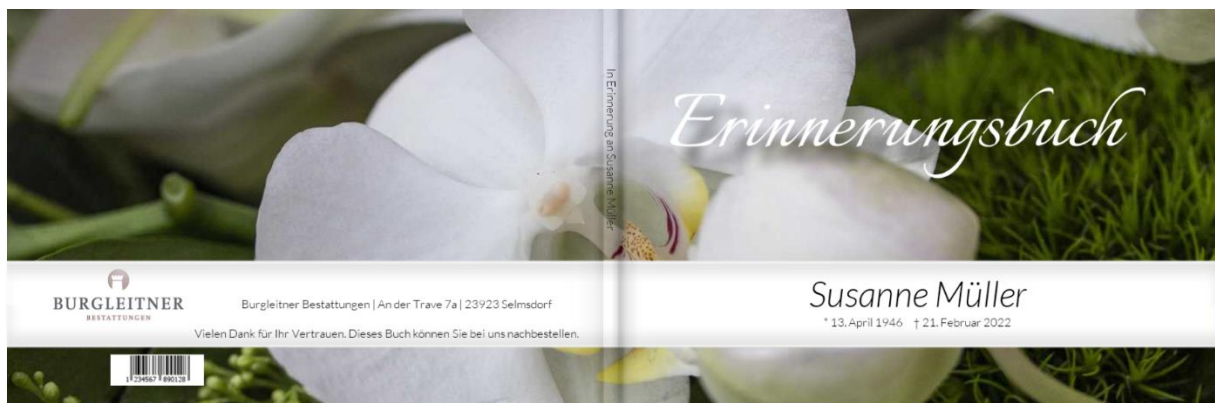 In Erinnerung an Susanne Müller
Erinnerungsbuch
Susanne Müller
* 13. April 1946 † 21. Februar 2022
BURGLEITNER
BESTATTUNGEN
Burgleitner Bestattungen | An der Trave 7a | 23923 Selmsdorf
Vielen Dank für Ihr Vertrauen. Dieses Buch können Sie bei uns nachbestellen.
1 234567 890128